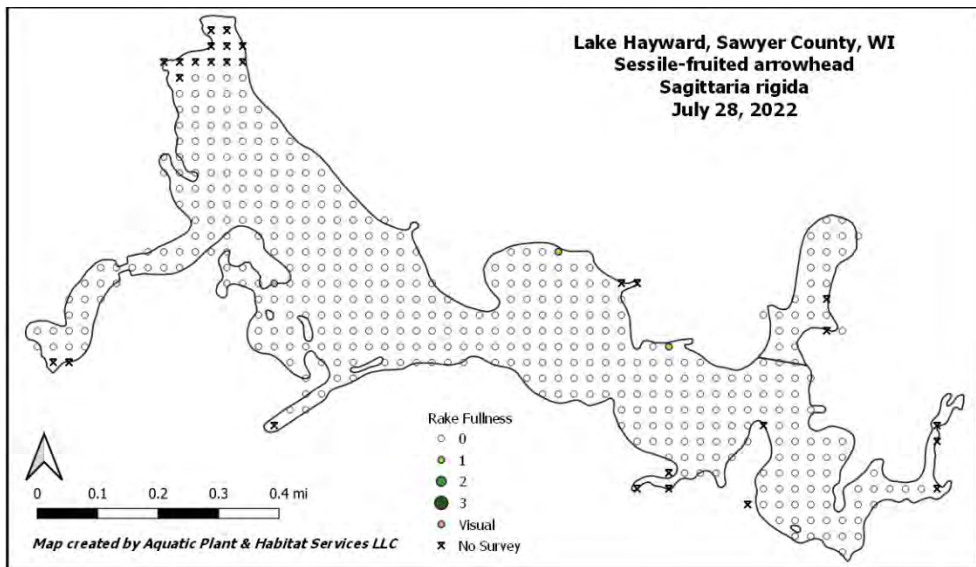 Lake Hayward, Sawyer County, WI
Sessile-fruited arrowhead
Sagittaria rigida
July 28, 2022
Rake Fullness
0
1
2
3
Visual
No Survey
0 0.1 0.2 0.3 0.4 mi
Map created by Aquatic Plant & Habitat Services LLC